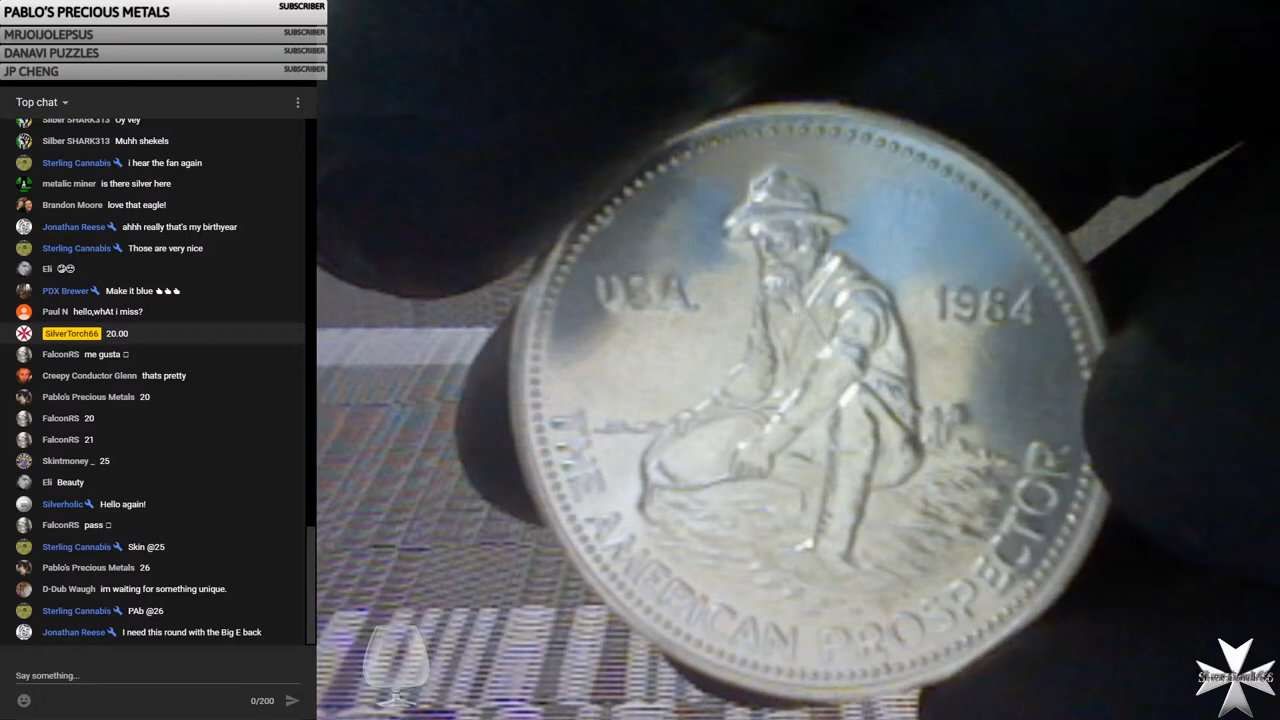 PABLO'S PRECIOUS METALS SUBSCRIBER
MRJOIJOLEPSUS SUBSCRIBER
DANAVI PUZZLES SUBSCRIBER
JP CHENG SUBSCRIBER
Top chat
Silber SHARK313 Oy vey
Silber SHARK313 Muhh shekels
Sterling Cannabis i hear the fan again
metalic miner is there silver here
Brandon Moore love that eagle!
Jonathan Reese ahhh really that's my birthyear
Sterling Cannabis Those are very nice
Eli
PDX Brewer Make it blue
Paul N hello,whAt i miss?
SilverTorch66 20.00
FalconRS me gusta
Creepy Conductor Glenn thats pretty
Pablo's Precious Metals 20
FalconRS 20
FalconRS 21
Skintmoney _ 25
Eli Beauty
Silverholic Hello again!
FalconRS pass
Sterling Cannabis Skin @25
Pablo's Precious Metals 26
D-Dub Waugh im waiting for something unique.
Sterling Cannabis PAb @26
Jonathan Reese I need this round with the Big E back
Say something...
0/200
USA
1984
THE AMERICAN PROSPECTOR